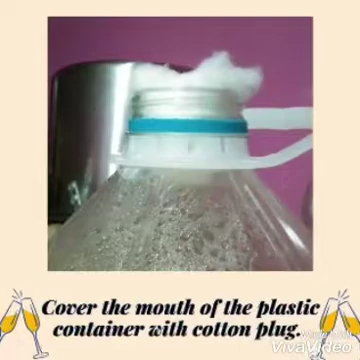 Cover the mouth of the plastic
container with cotton plug.
VivaVideo